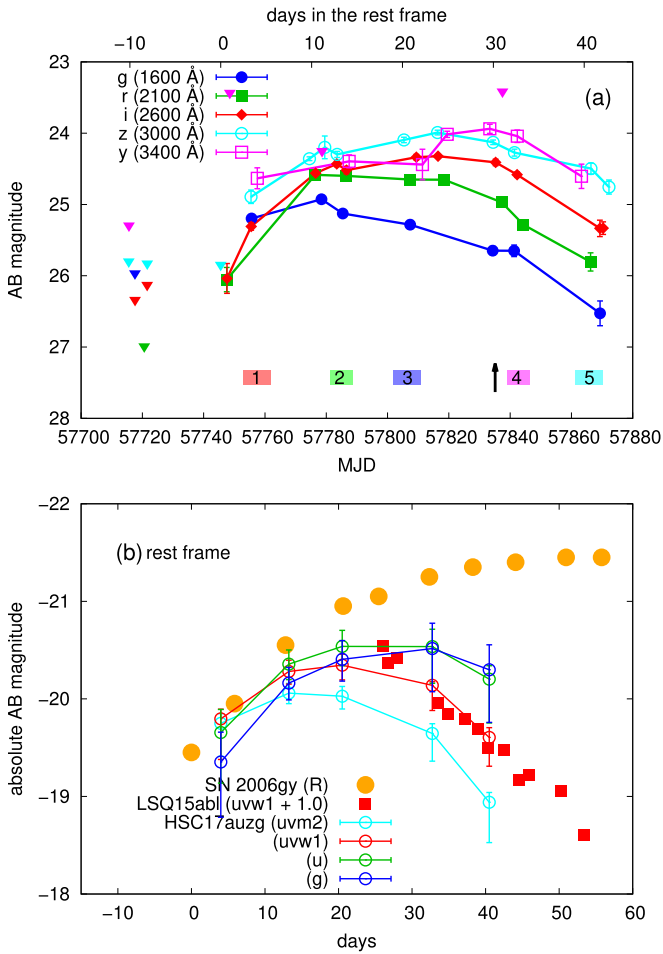 days in the rest frame
−10 0 10 20 30 40
23
24
25
26
27
28
AB magnitude
g (1600 Å)
r (2100 Å)
i (2600 Å)
z (3000 Å)
y (3400 Å)
(a)
1 2 3 4 5
57700 57720 57740 57760 57780 57800 57820 57840 57860 57880
MJD
−22
−21
−20
−19
−18
absolute AB magnitude
(b) rest frame
SN 2006gy (R)
LSQ15abl (uvw1 + 1.0)
HSC17auzg (uvm2)
(uvw1)
(u)
(g)
−10 0 10 20 30 40 50 60
days